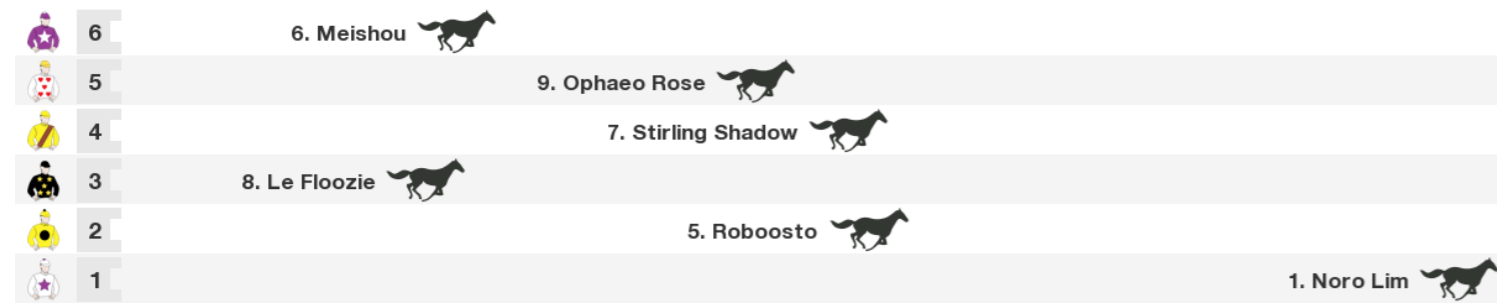 6 6. Meishou
5 9. Ophaeo Rose
4 7. Stirling Shadow
3 8. Le Floozie
2 5. Roboosto
1 1. Noro Lim